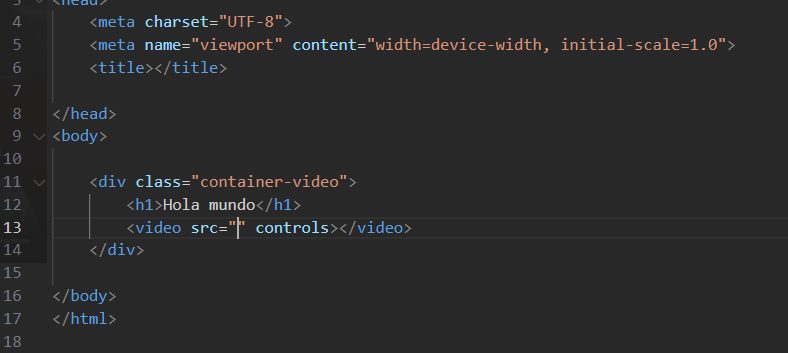 3 <head>
4 <meta charset="UTF-8">
5 <meta name="viewport" content="width=device-width, initial-scale=1.0">
6 <title></title>
7
8 </head>
9 <body>
10
11 <div class="container-video">
12 <h1>Hola mundo</h1>
13 <video src="" controls></video>
14 </div>
15
16 </body>
17 </html>
18